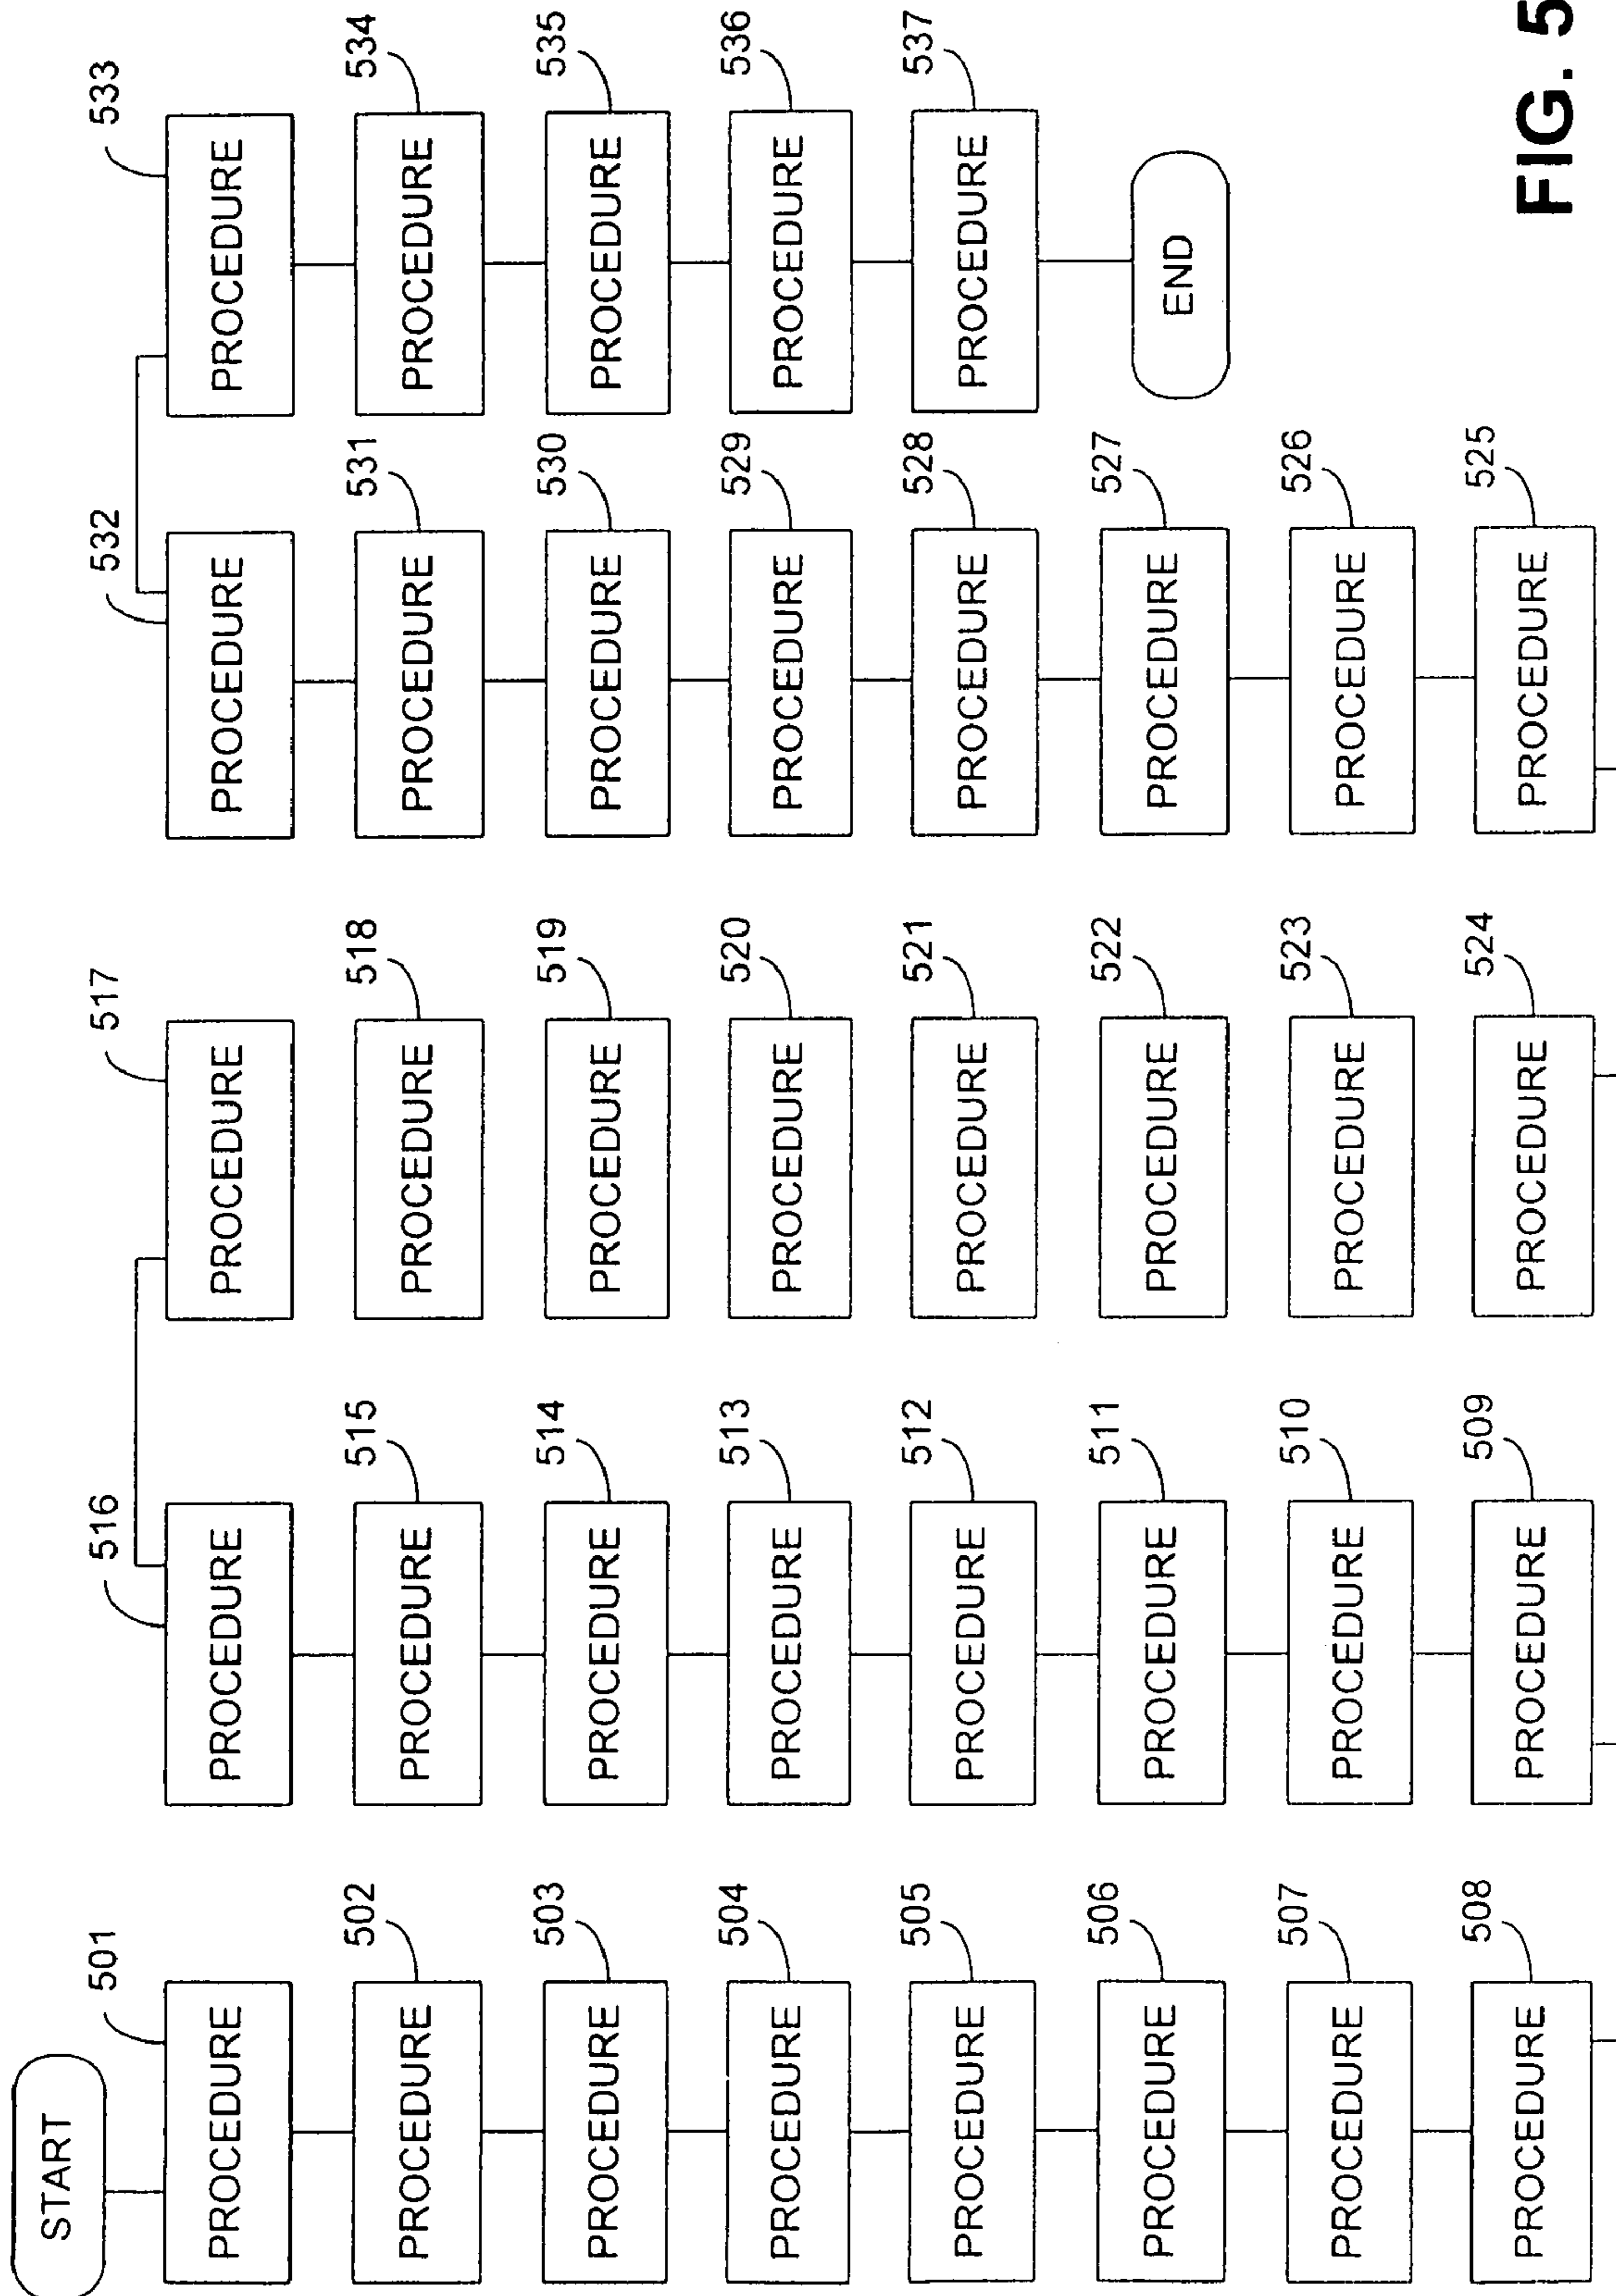 START
501
PROCEDURE
502
PROCEDURE
503
PROCEDURE
504
PROCEDURE
505
PROCEDURE
506
PROCEDURE
507
PROCEDURE
508
PROCEDURE
509
PROCEDURE
510
PROCEDURE
511
PROCEDURE
512
PROCEDURE
513
PROCEDURE
514
PROCEDURE
515
PROCEDURE
516
PROCEDURE
517
PROCEDURE
518
PROCEDURE
519
PROCEDURE
520
PROCEDURE
521
PROCEDURE
522
PROCEDURE
523
PROCEDURE
524
PROCEDURE
525
PROCEDURE
526
PROCEDURE
527
PROCEDURE
528
PROCEDURE
529
PROCEDURE
530
PROCEDURE
531
PROCEDURE
532
PROCEDURE
533
PROCEDURE
534
PROCEDURE
535
PROCEDURE
536
PROCEDURE
537
PROCEDURE
END
FIG. 5